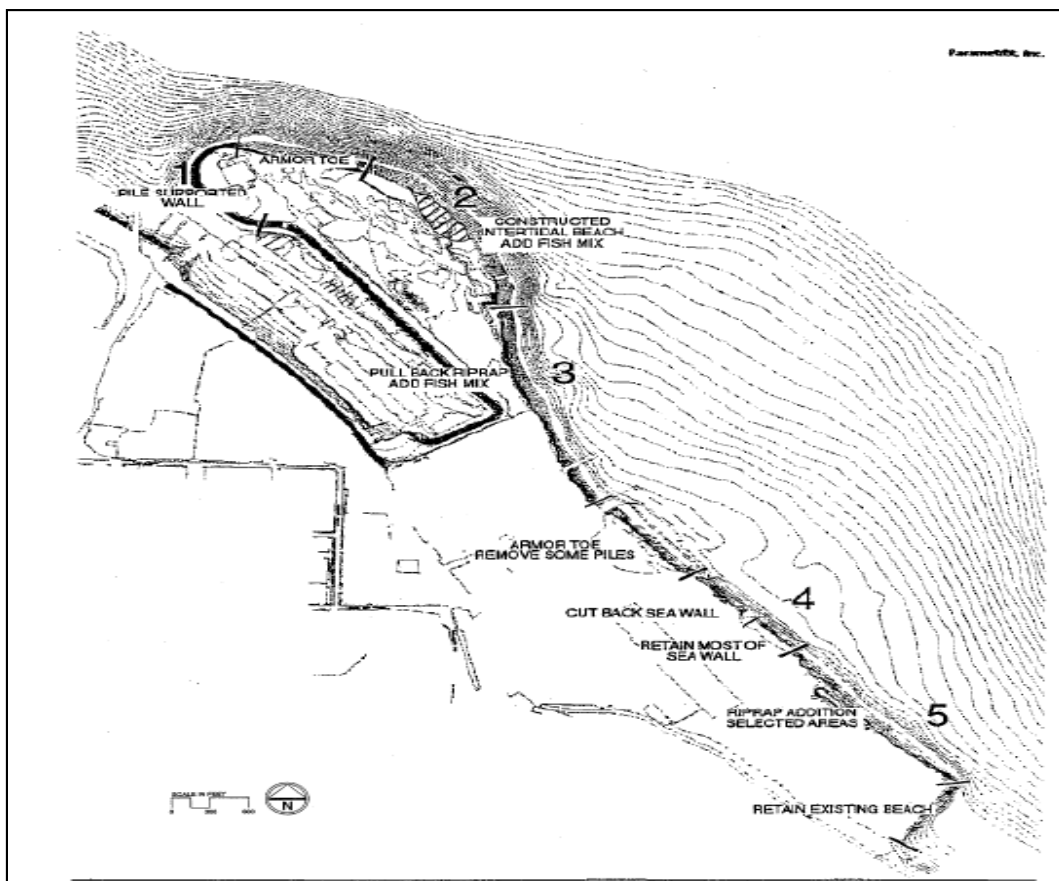 Parametrix, Inc.
1
ARMOR TOE
PILE SUPPORTED
WALL
2
CONSTRUCTED
INTERTIDAL BEACH
ADD FISH MIX
3
PULL BACK RIPRAP
ADD FISH MIX
ARMOR TOE
REMOVE SOME PILES
4
CUT BACK SEA WALL
RETAIN MOST OF
SEA WALL
RIPRAP ADDITION
SELECTED AREAS
5
SCALE IN FEET
0
N
RETAIN EXISTING BEACH